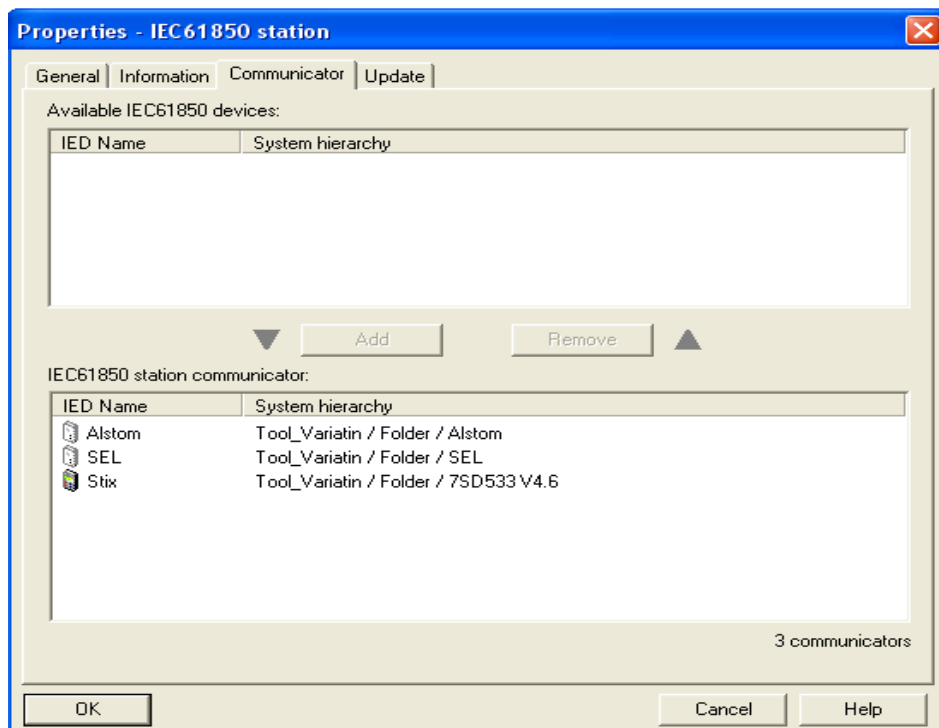 Properties - IEC61850 station
General Information Communicator Update
Available IEC61850 devices:
IED Name System hierarchy
Add Remove
IEC61850 station communicator:
IED Name System hierarchy
Alstom Tool_Variatin / Folder / Alstom
SEL Tool_Variatin / Folder / SEL
Stix Tool_Variatin / Folder / 7SD533 V4.6
3 communicators
OK Cancel Help